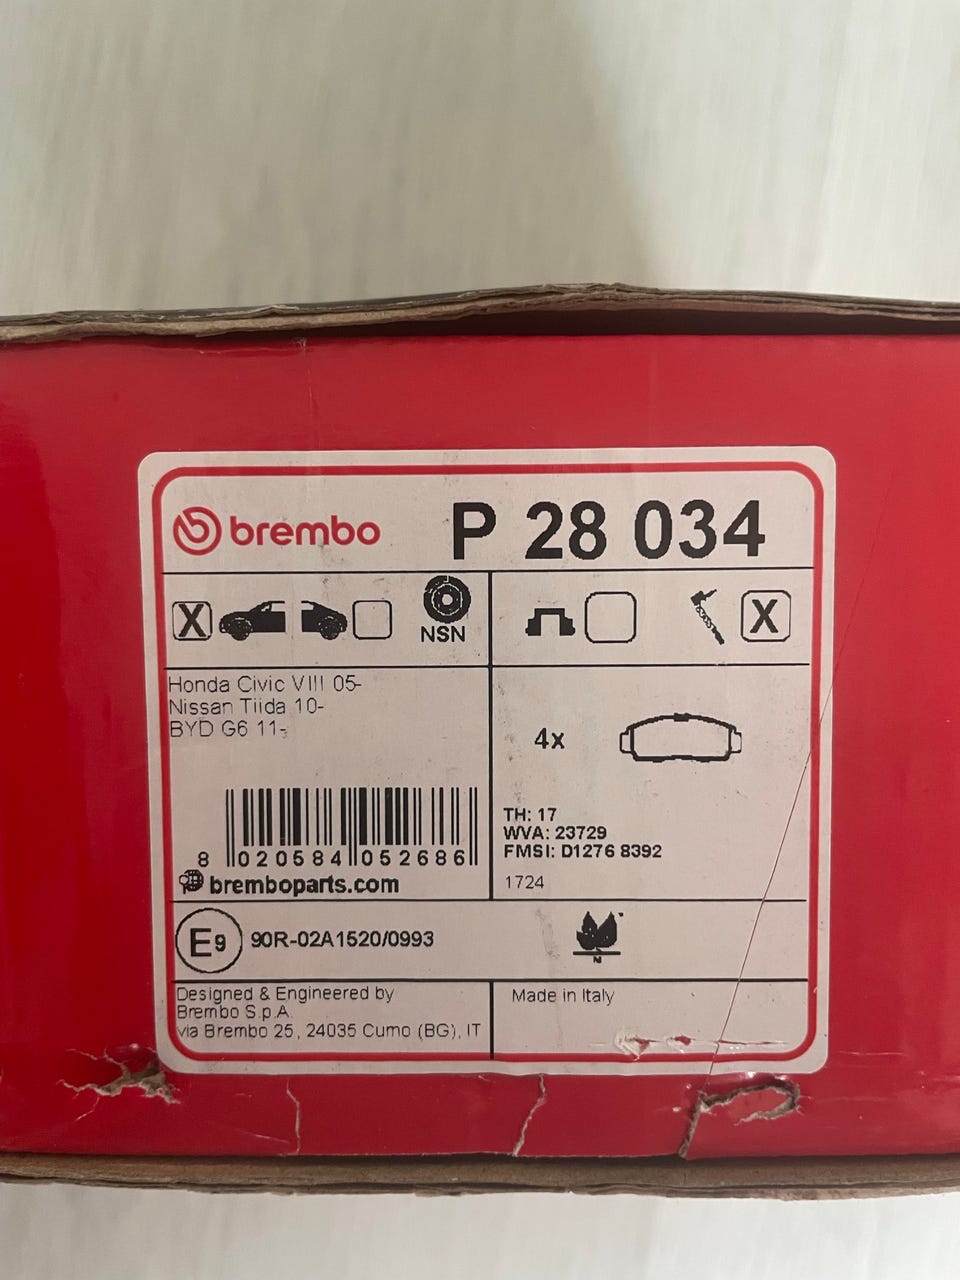 brembo P 28 034
X NSN X
Honda Civic VIII 05-
Nissan Tiida 10-
BYD G6 11-
4x
TH: 17
WVA: 23729
FMSI: D1276 8392
1724
8 020584 052686
bremboparts.com
E9 90R-02A1520/0993
N
Designed & Engineered by
Brembo S.p.A.
via Brembo 25, 24035 Curno (BG), IT
Made in Italy